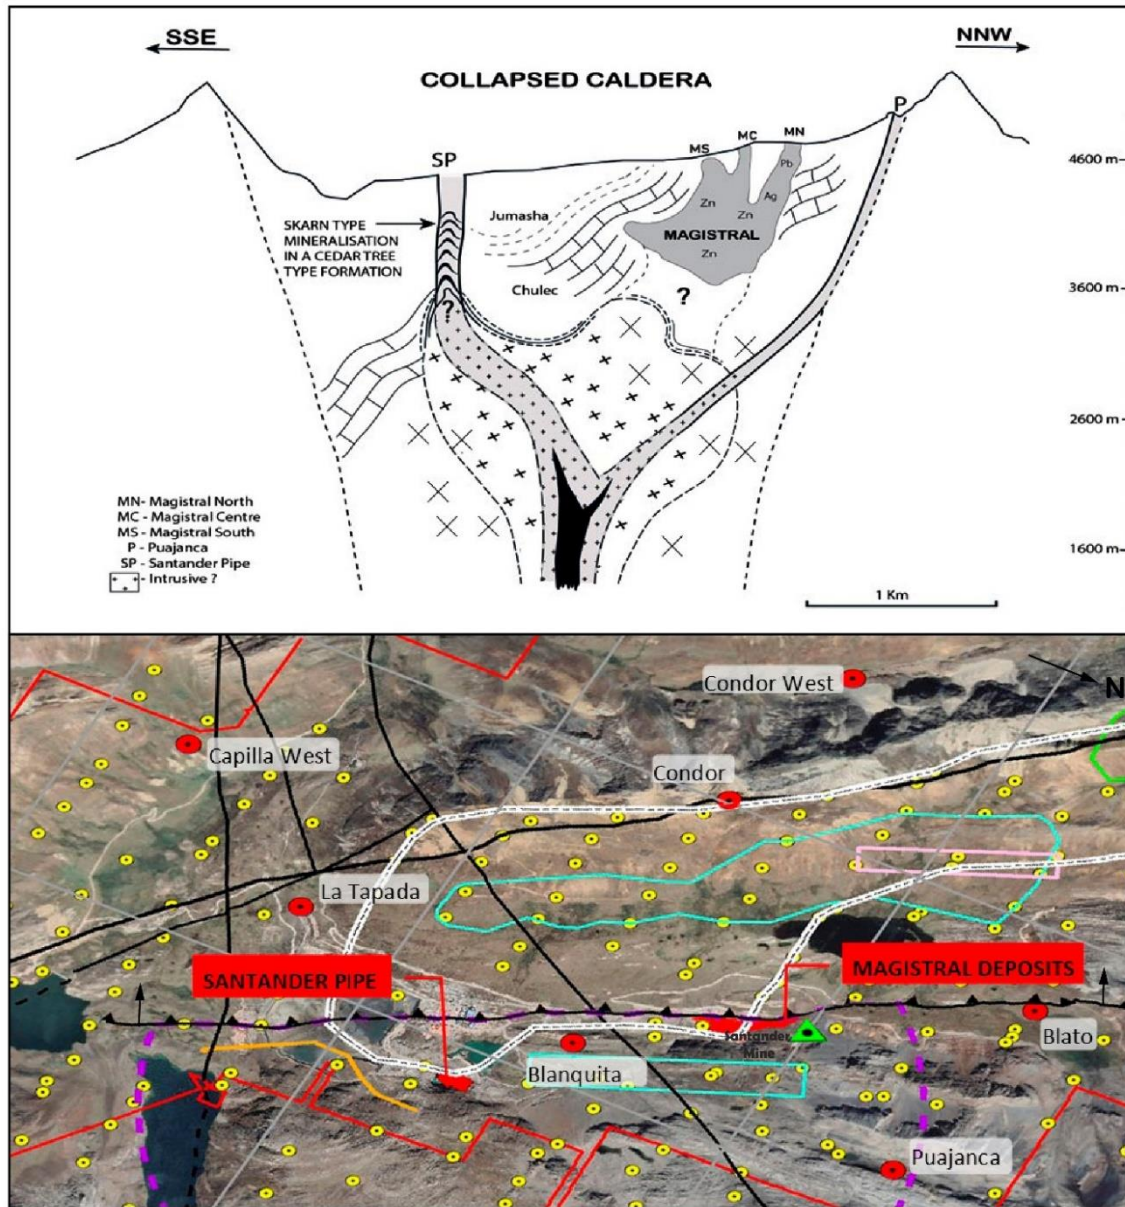 SSE
NNW
COLLAPSED CALDERA
P
MC
MN
MS
SP
Pb
4600 m
SKARN TYPE
MINERALISATION
IN A CEDAR TREE
TYPE FORMATION
Jumasha
Zn
Ag
Zn
MAGISTRAL
Zn
Chulec
?
3600 m
?
2600 m
MN- Magistral North
MC - Magistral Centre
MS - Magistral South
P - Puajanca
SP - Santander Pipe
- Intrusive ?
1600 m
1 Km
Condor West
N
Capilla West
Condor
La Tapada
SANTANDER PIPE
MAGISTRAL DEPOSITS
Santander
Mine
Blato
Blanquita
Puajanca